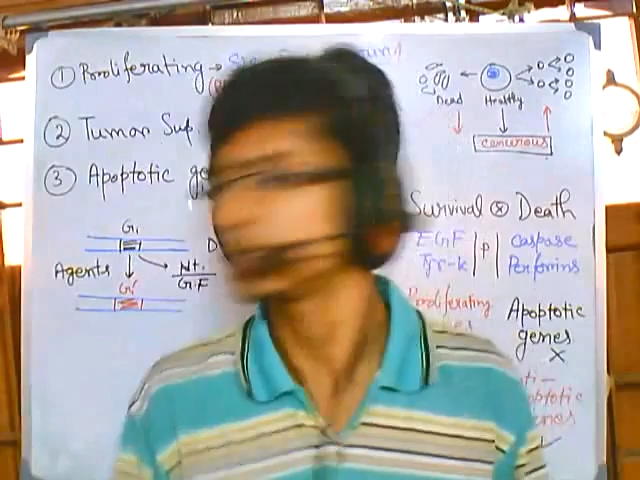 ① Proliferating →
② Tumor Sup.
③ Apoptotic
Dead Healthy
cancerous
G₁
Agents
Nt.
G.F
G₁'
Survival ⊗ Death
EGF | P | caspase
Tyr-k Perforins
Proliferating
Apoptotic
genes
X